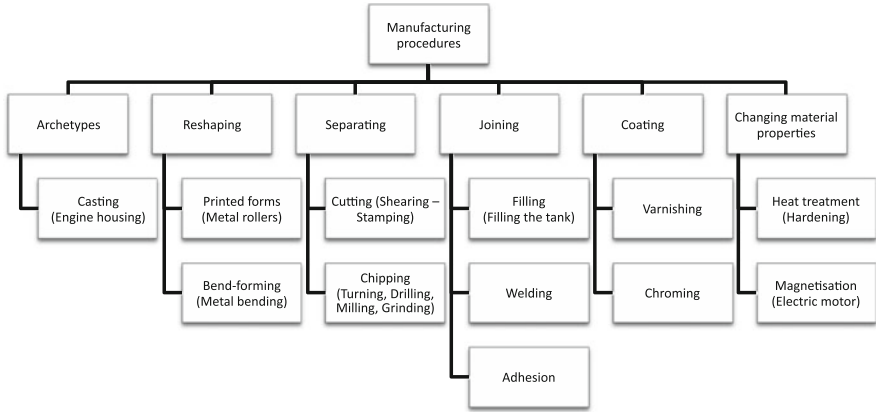 Manufacturing
procedures
Archetypes
Reshaping
Separating
Joining
Coating
Changing material
properties
Casting
(Engine housing)
Printed forms
(Metal rollers)
Cutting (Shearing –
Stamping)
Filling
(Filling the tank)
Varnishing
Heat treatment
(Hardening)
Bend-forming
(Metal bending)
Chipping
(Turning, Drilling,
Milling, Grinding)
Welding
Chroming
Magnetisation
(Electric motor)
Adhesion